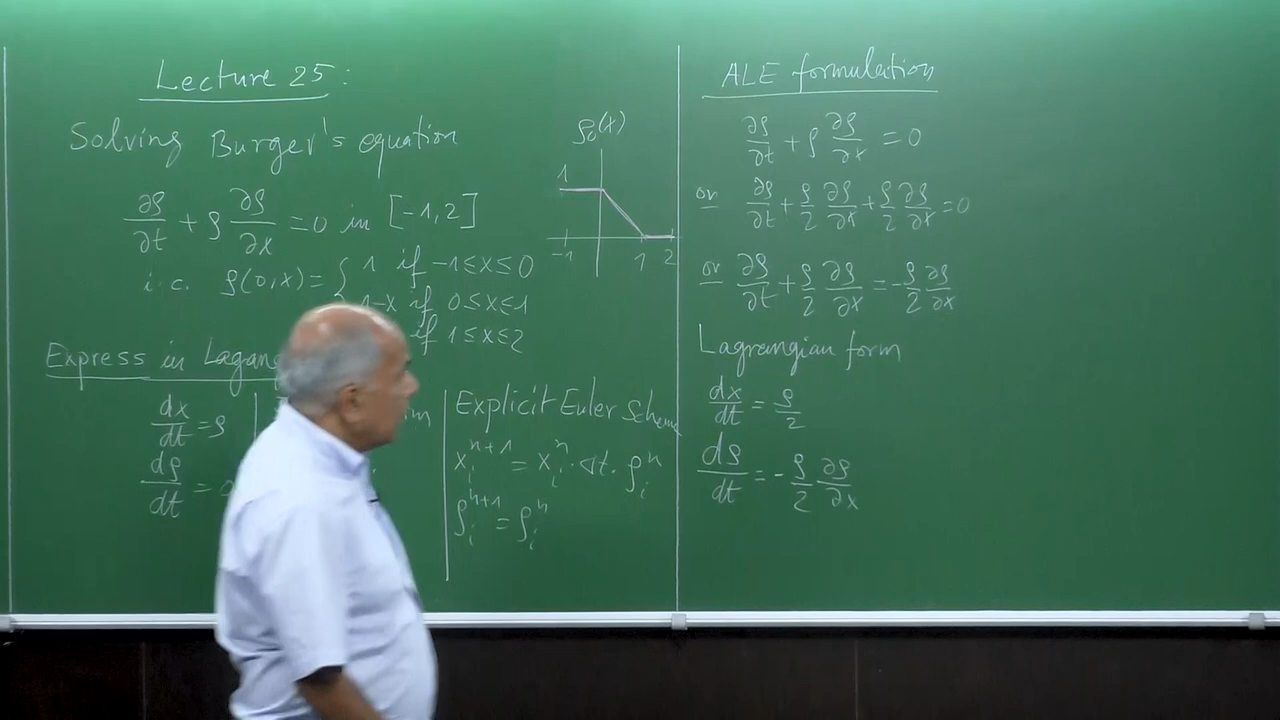 Lecture 25:
Solving Burger's equation
∂ρ/∂t + ρ ∂ρ/∂x = 0 in [-1,2]
i.c. ρ(0,x) = { 1 if -1≤x≤0
1-x if 0≤x≤1
if 1≤x≤2
ρ₀(x)
1
-1 1 2
Express in Lagang
dx/dt = ρ
dρ/dt =
Explicit Euler Schem
x_i^{n+1} = x_i^n . Δt. ρ_i^n
ρ_i^{n+1} = ρ_i^n
ALE formulation
∂ρ/∂t + ρ ∂ρ/∂x = 0
or ∂ρ/∂t + ρ/2 ∂ρ/∂x + ρ/2 ∂ρ/∂x = 0
or ∂ρ/∂t + ρ/2 ∂ρ/∂x = -ρ/2 ∂ρ/∂x
Lagrangian form
dx/dt = ρ/2
dρ/dt = -ρ/2 ∂ρ/∂x